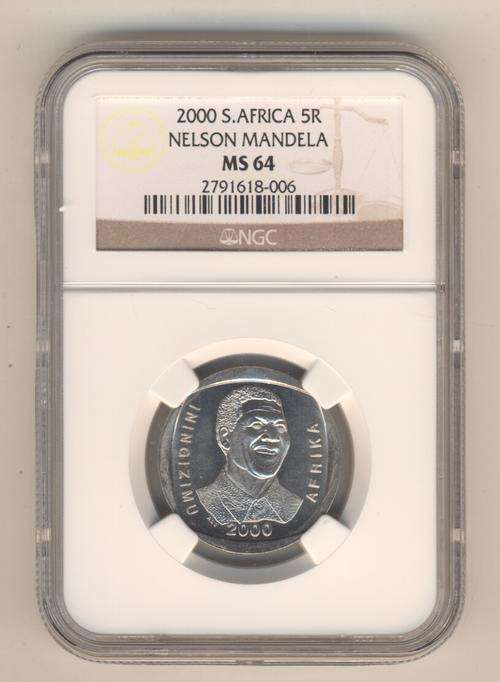 2000 S.AFRICA 5R
NELSON MANDELA
MS 64
2791618-006
NGC
ININGIZIMU
AFRIKA
2000